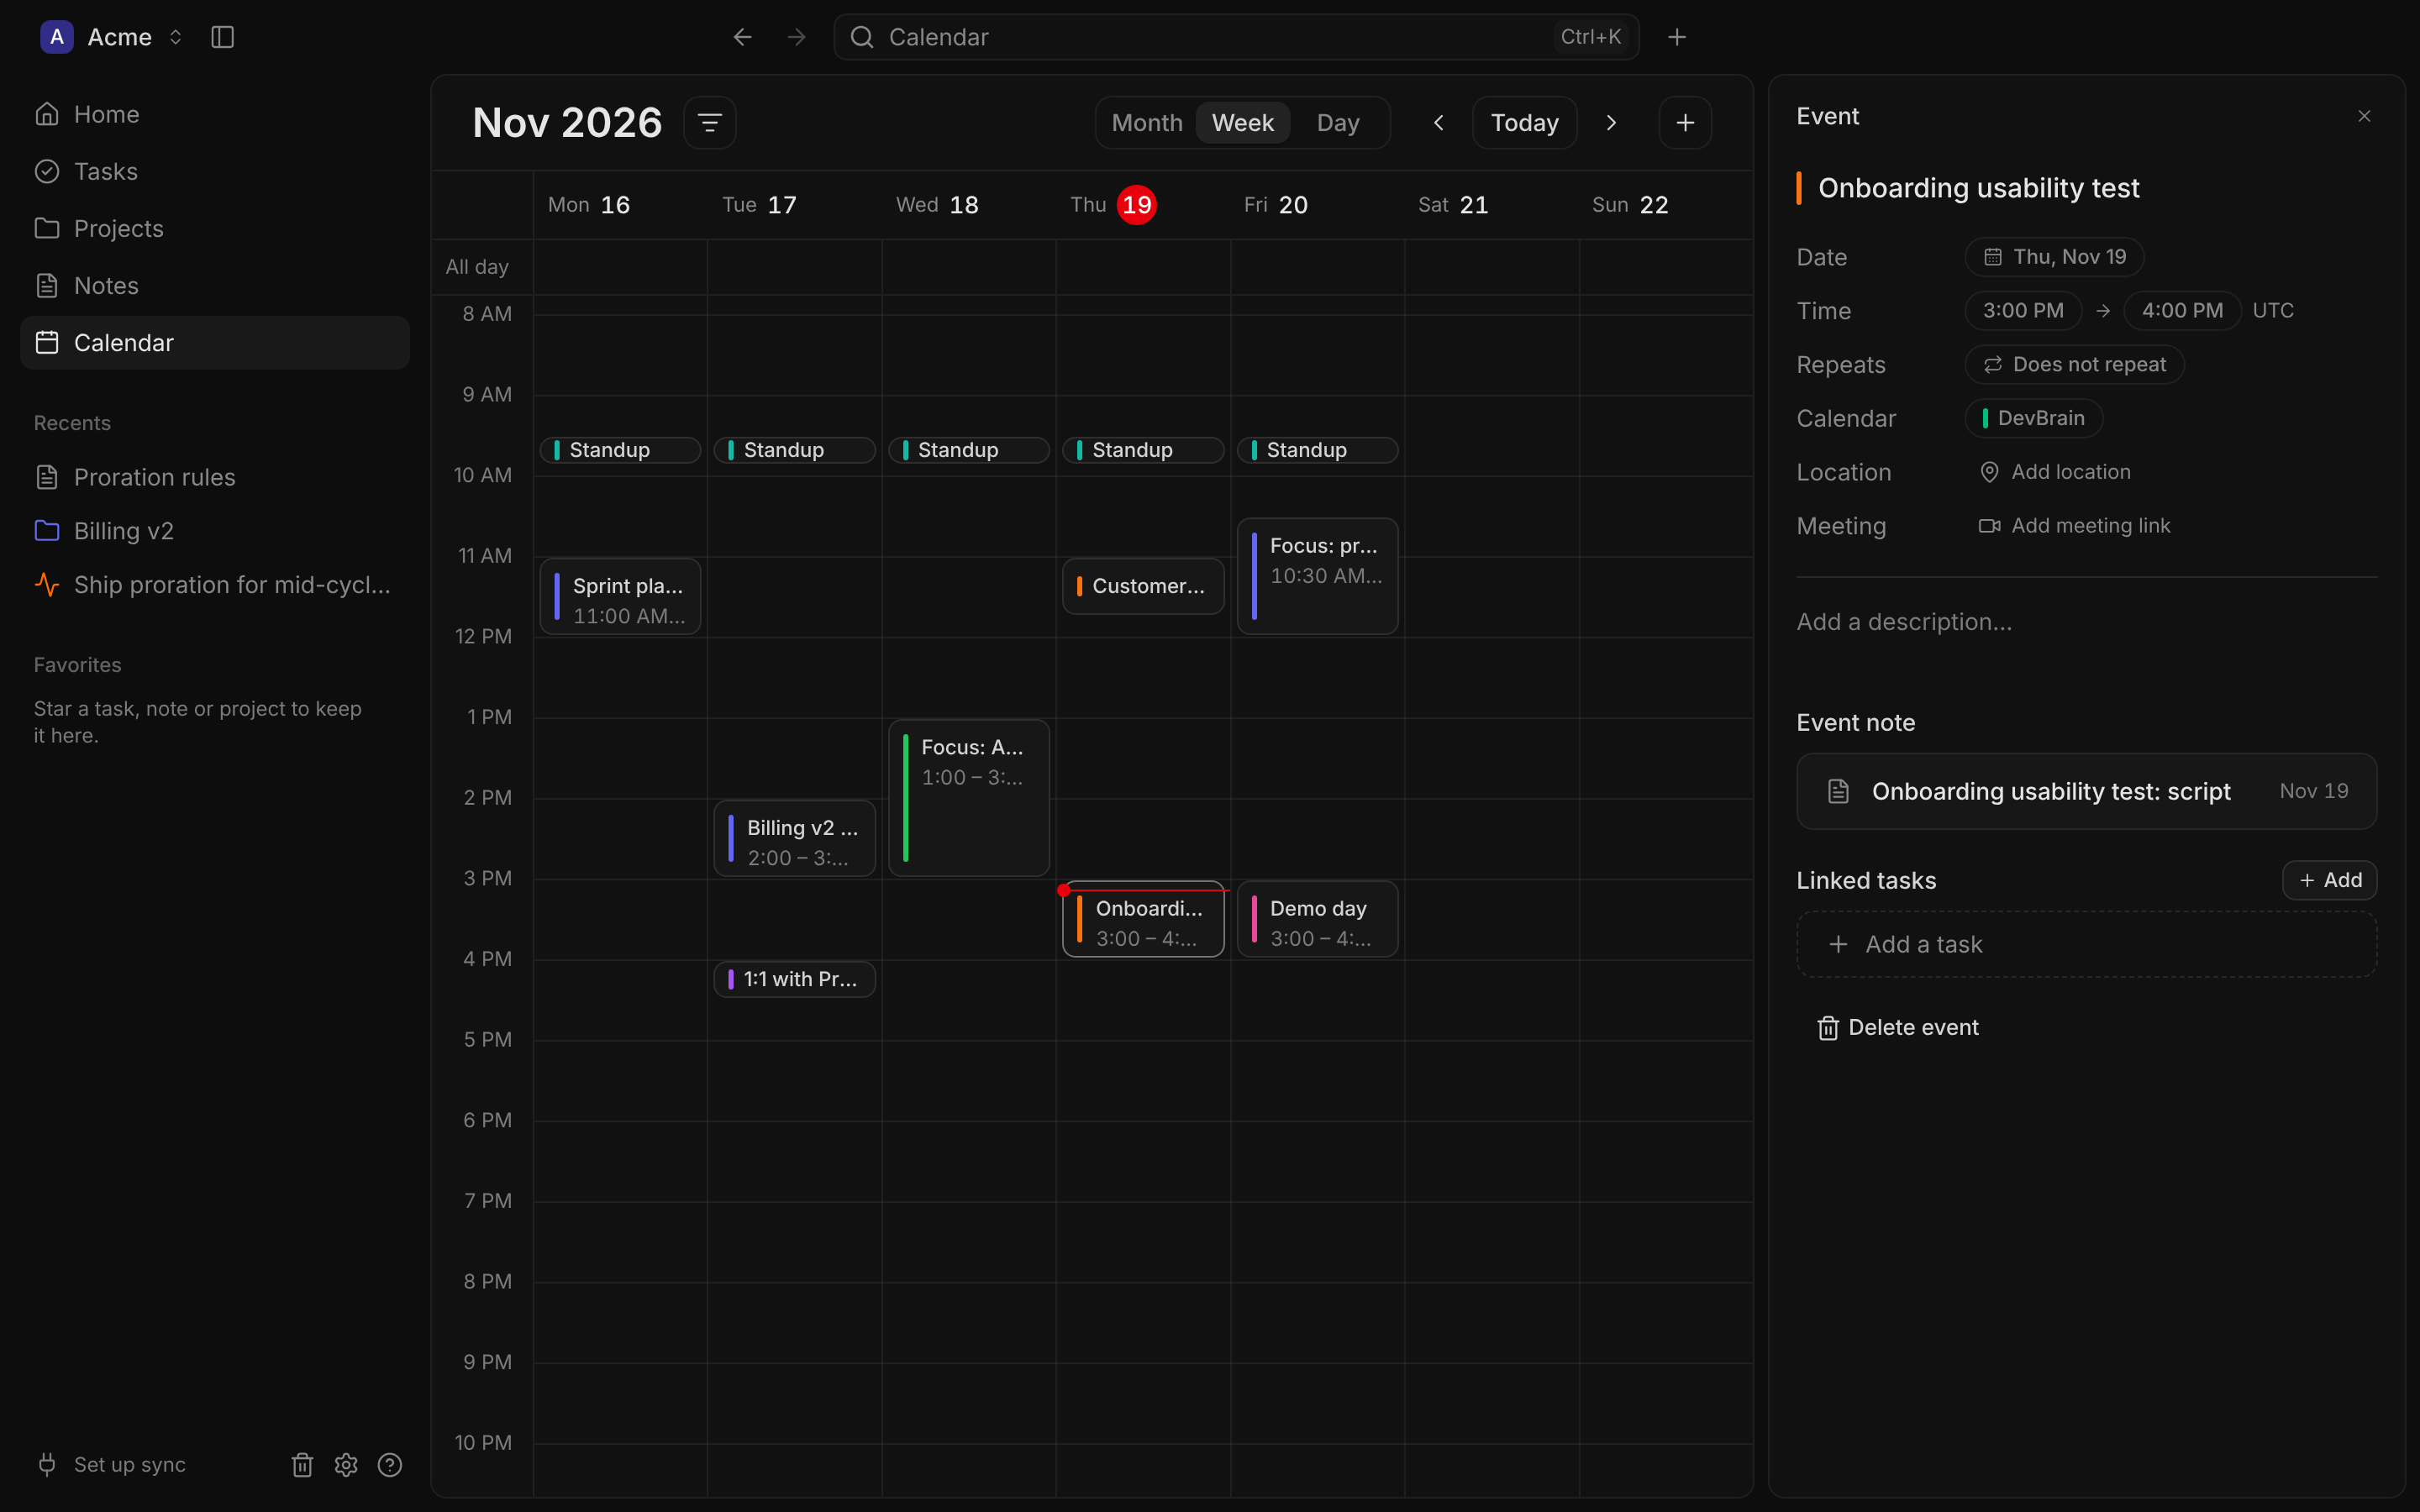 A Acme
Calendar
Ctrl+K
Home
Tasks
Projects
Notes
Calendar
Recents
Proration rules
Billing v2
Ship proration for mid-cycl...
Favorites
Star a task, note or project to keep
it here.
Set up sync
Nov 2026
Month Week Day
Today
Mon 16
Tue 17
Wed 18
Thu 19
Fri 20
Sat 21
Sun 22
All day
8 AM
9 AM
Standup
Standup
Standup
Standup
Standup
10 AM
Focus: pr...
10:30 AM...
11 AM
Sprint pla...
11:00 AM...
Customer...
12 PM
1 PM
Focus: A...
1:00 – 3:...
2 PM
Billing v2 ...
2:00 – 3:...
3 PM
Onboardi...
3:00 – 4:...
Demo day
3:00 – 4:...
4 PM
1:1 with Pr...
5 PM
6 PM
7 PM
8 PM
9 PM
10 PM
Event
Onboarding usability test
Date Thu, Nov 19
Time 3:00 PM → 4:00 PM UTC
Repeats Does not repeat
Calendar DevBrain
Location Add location
Meeting Add meeting link
Add a description...
Event note
Onboarding usability test: script Nov 19
Linked tasks + Add
+ Add a task
Delete event